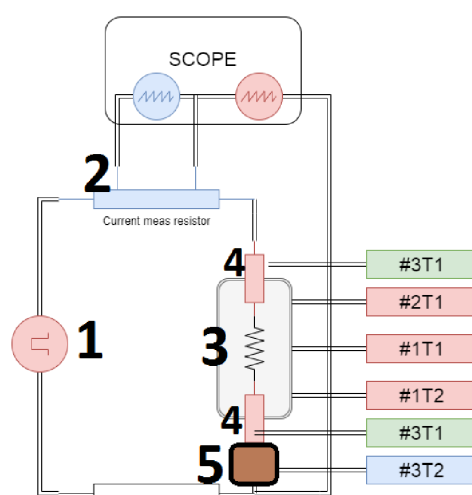 SCOPE
2
Current meas resistor
4
#3T1
#2T1
1
3
#1T1
#1T2
4
#3T1
5
#3T2